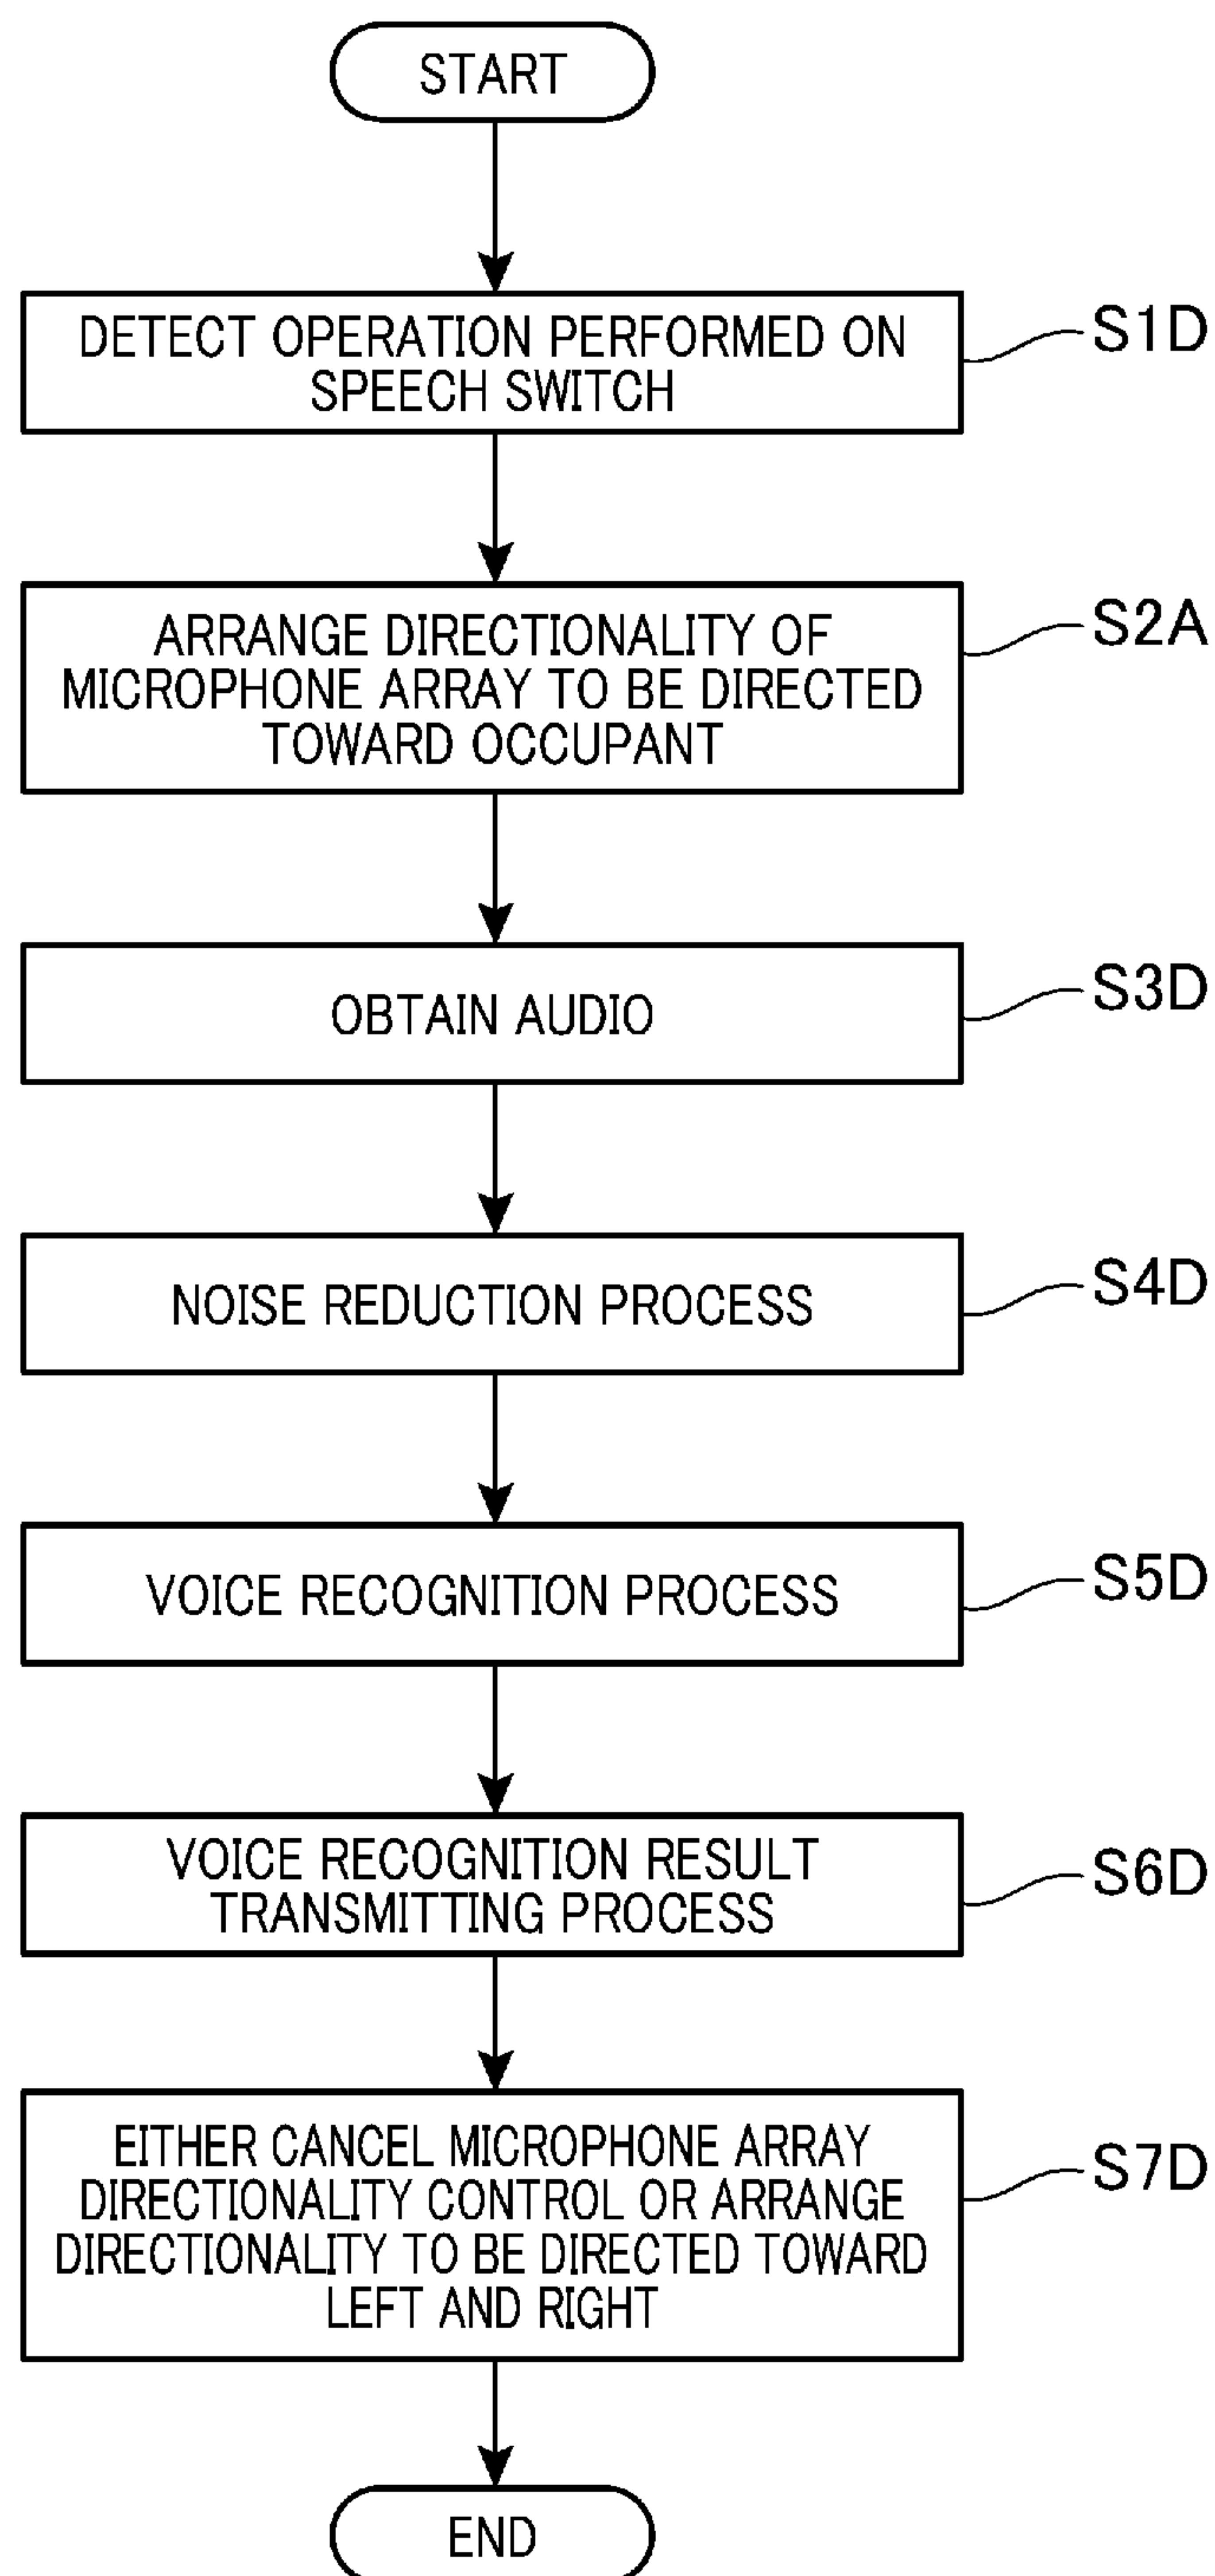 START
DETECT OPERATION PERFORMED ON
SPEECH SWITCH
S1D
ARRANGE DIRECTIONALITY OF
MICROPHONE ARRAY TO BE DIRECTED
TOWARD OCCUPANT
S2A
OBTAIN AUDIO
S3D
NOISE REDUCTION PROCESS
S4D
VOICE RECOGNITION PROCESS
S5D
VOICE RECOGNITION RESULT
TRANSMITTING PROCESS
S6D
EITHER CANCEL MICROPHONE ARRAY
DIRECTIONALITY CONTROL OR ARRANGE
DIRECTIONALITY TO BE DIRECTED TOWARD
LEFT AND RIGHT
S7D
END